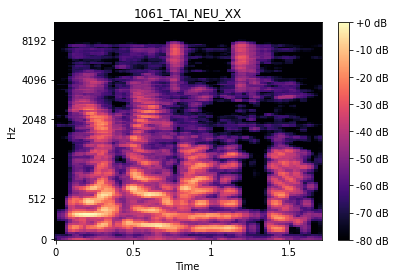 1061_TAI_NEU_XX
+0 dB
8192
-10 dB
4096
-20 dB
-30 dB
Hz
2048
-40 dB
1024
-50 dB
512
-60 dB
-70 dB
0
-80 dB
0
0.5
1
1.5
Time